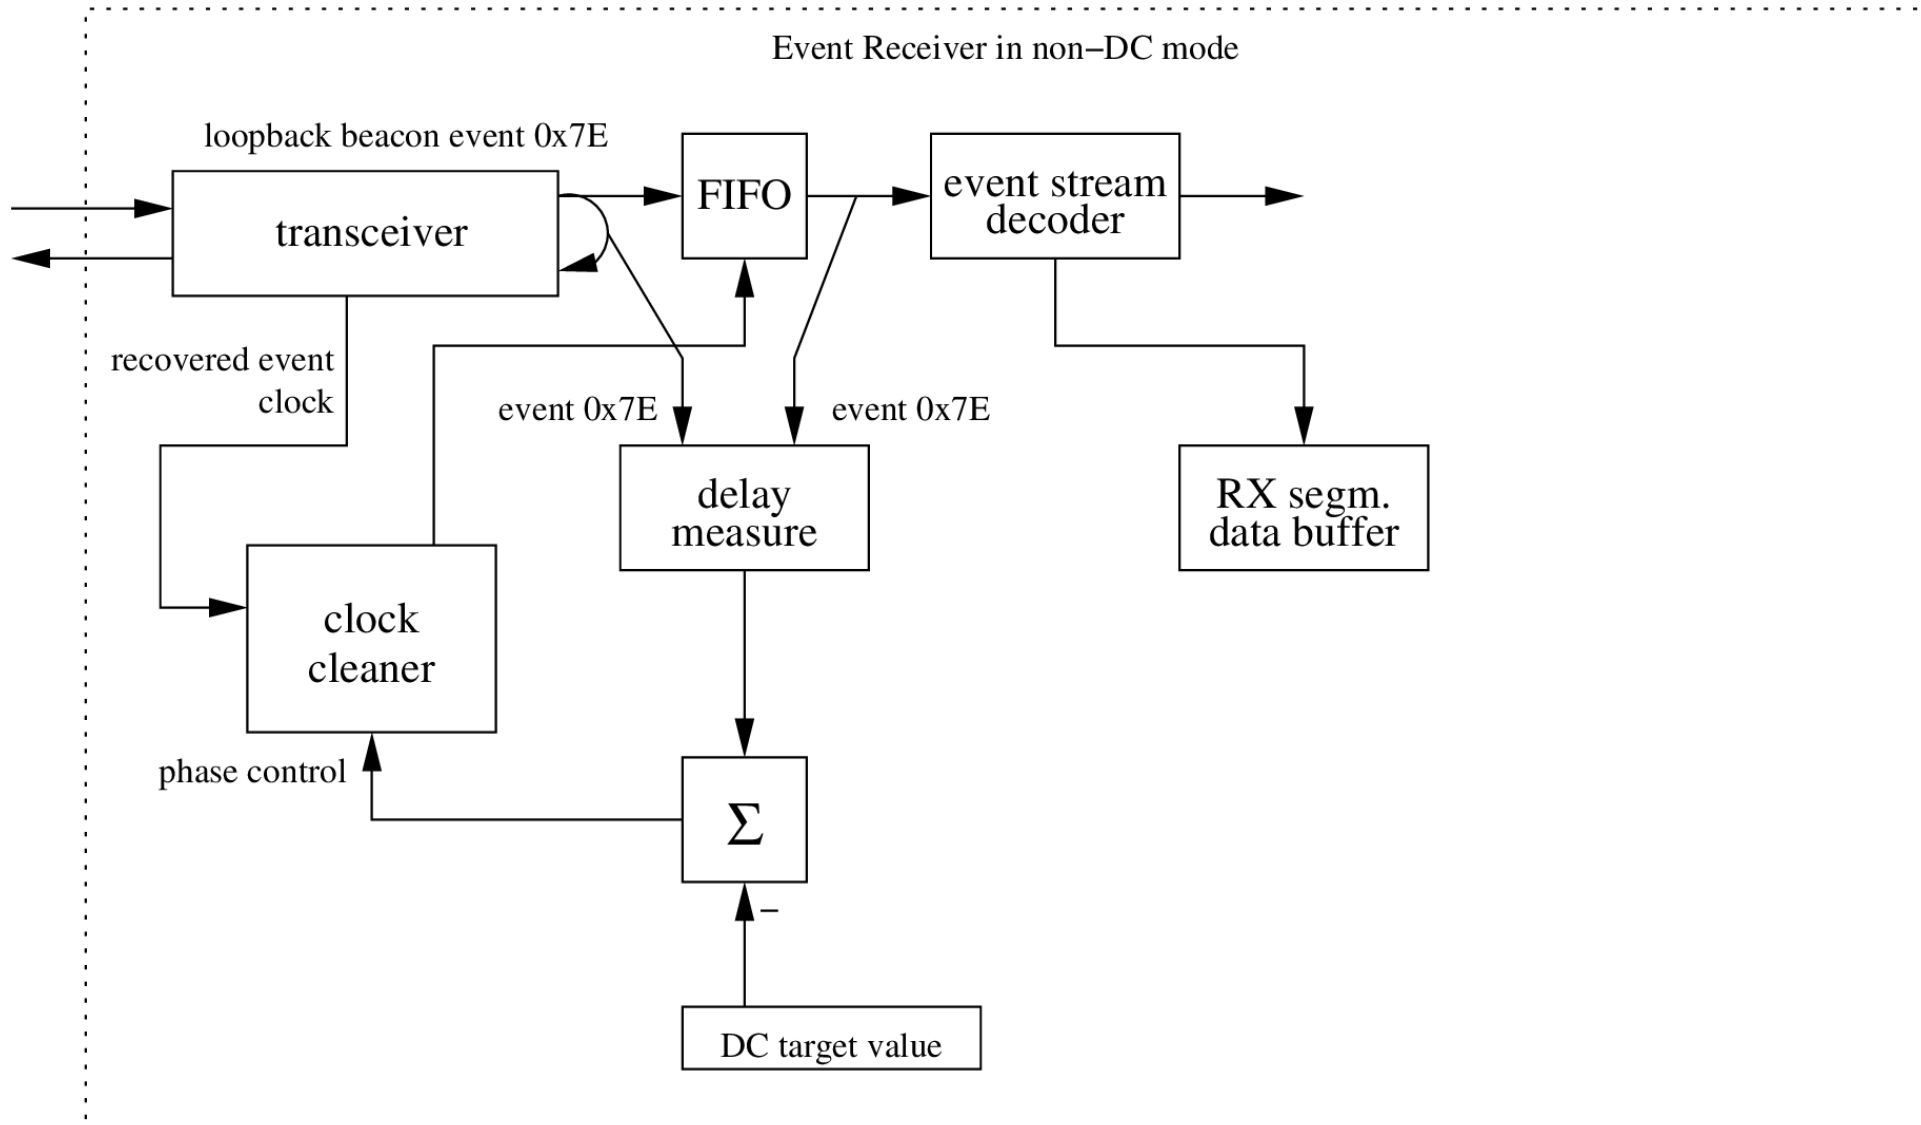 Event Receiver in non−DC mode
loopback beacon event 0x7E
transceiver
FIFO
event stream
decoder
recovered event
clock
event 0x7E
event 0x7E
delay
measure
RX segm.
data buffer
clock
cleaner
phase control
Σ
−
DC target value